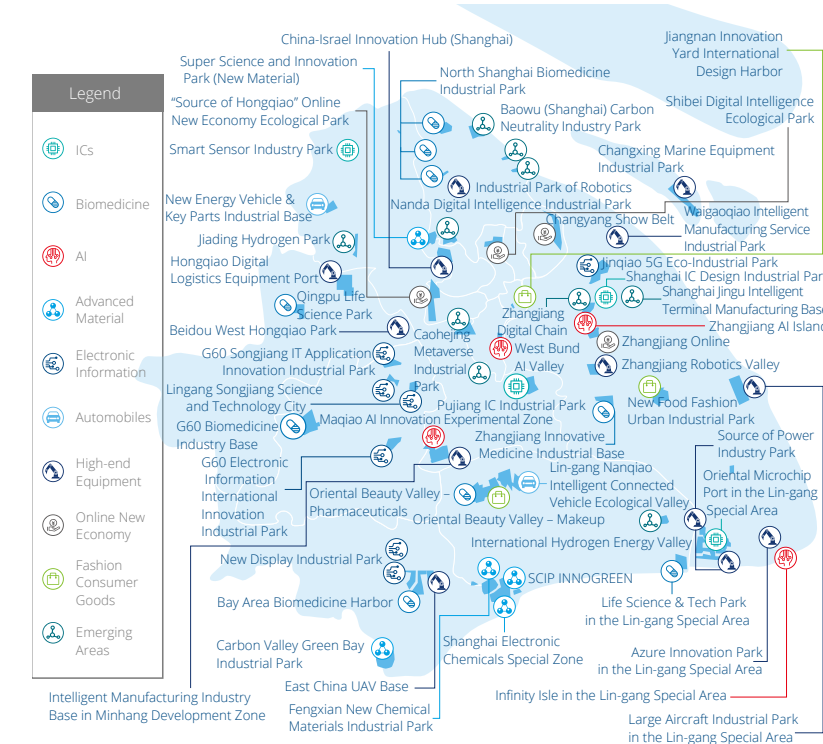 Legend
ICs
Biomedicine
AI
Advanced
Material
Electronic
Information
Automobiles
High-end
Equipment
Online New
Economy
Fashion
Consumer
Goods
Emerging
Areas
China-Israel Innovation Hub (Shanghai)
Super Science and Innovation
Park (New Material)
“Source of Hongqiao” Online
New Economy Ecological Park
Smart Sensor Industry Park
New Energy Vehicle &
Key Parts Industrial Base
Jiading Hydrogen Park
Hongqiao Digital
Logistics Equipment Port
Qingpu Life
Science Park
Beidou West Hongqiao Park
G60 Songjiang IT Application
Innovation Industrial Park
Lingang Songjiang Science
and Technology City
G60 Biomedicine
Industry Base
G60 Electronic
Information
International
Innovation
Industrial Park
North Shanghai Biomedicine
Industrial Park
Baowu (Shanghai) Carbon
Neutrality Industry Park
Industrial Park of Robotics
Nanda Digital Intelligence Industrial Park
Jiangnan Innovation
Yard International
Design Harbor
Shibei Digital Intelligence
Ecological Park
Changxing Marine Equipment
Industrial Park
Changyang Show Belt
Waigaoqiao Intelligent
Manufacturing Service
Industrial Park
Jinqiao 5G Eco-Industrial Park
Shanghai IC Design Industrial Par
Shanghai Jingu Intelligent
Terminal Manufacturing Base
Zhangjiang AI Island
Zhangjiang
Digital Chain
Zhangjiang Online
Caohejing
Metaverse
Industrial
Park
West Bund
AI Valley
Zhangjiang Robotics Valley
Pujiang IC Industrial Park
New Food Fashion
Urban Industrial Park
Maqiao AI Innovation Experimental Zone
Zhangjiang Innovative
Medicine Industrial Base
Source of Power
Industry Park
Oriental Microchip
Port in the Lin-gang
Special Area
Lin-gang Nanqiao
Intelligent Connected
Vehicle Ecological Valley
Oriental Beauty Valley –
Pharmaceuticals
Oriental Beauty Valley – Makeup
International Hydrogen Energy Valley
New Display Industrial Park
SCIP INNOGREEN
Bay Area Biomedicine Harbor
Life Science & Tech Park
in the Lin-gang Special Area
Carbon Valley Green Bay
Industrial Park
Shanghai Electronic
Chemicals Special Zone
Azure Innovation Park
in the Lin-gang Special Area
East China UAV Base
Infinity Isle in the Lin-gang Special Area
Intelligent Manufacturing Industry
Base in Minhang Development Zone
Fengxian New Chemical
Materials Industrial Park
Large Aircraft Industrial Park
in the Lin-gang Special Area